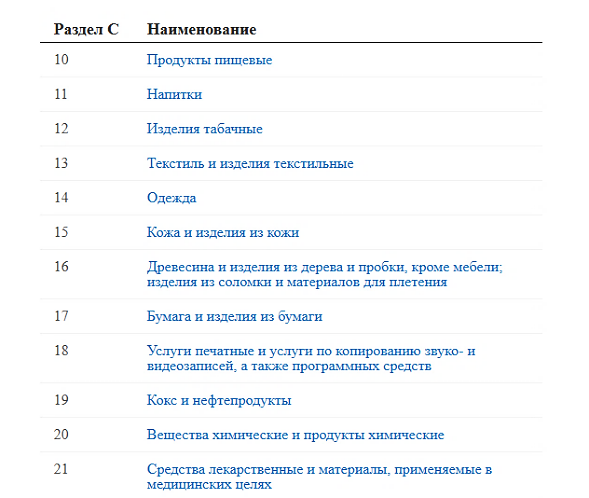 Раздел C Наименование
10 Продукты пищевые
11 Напитки
12 Изделия табачные
13 Текстиль и изделия текстильные
14 Одежда
15 Кожа и изделия из кожи
16 Древесина и изделия из дерева и пробки, кроме мебели;
изделия из соломки и материалов для плетения
17 Бумага и изделия из бумаги
18 Услуги печатные и услуги по копированию звуко- и
видеозаписей, а также программных средств
19 Кокс и нефтепродукты
20 Вещества химические и продукты химические
21 Средства лекарственные и материалы, применяемые в
медицинских целях